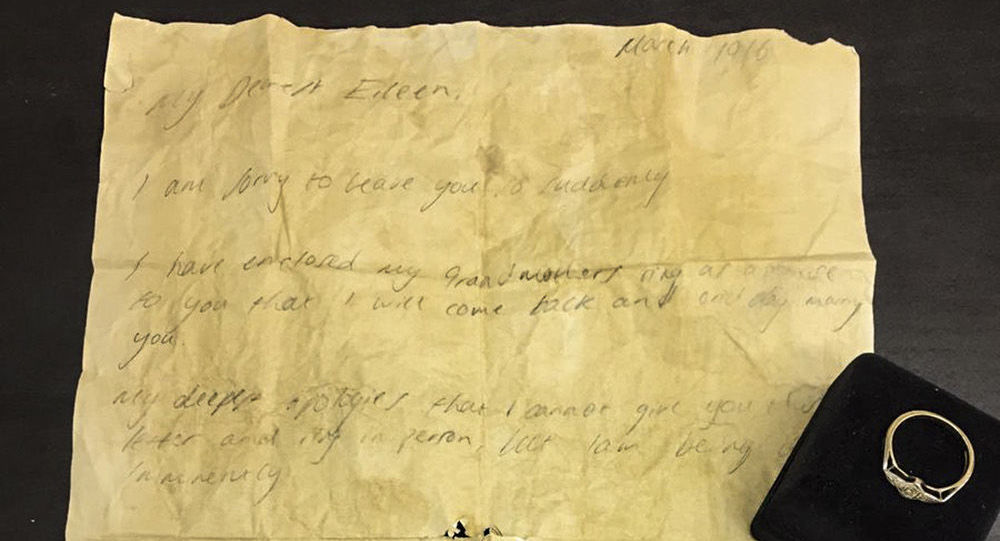 March 1916
My Dearest Eileen,
I am sorry to leave you so suddenly
I have enclosed my Grandmothers ring as a promise
to you that I will come back and one day marry
you.
My deepest apologies that I cannot give you this
letter and ring in person, but I am being
imminently